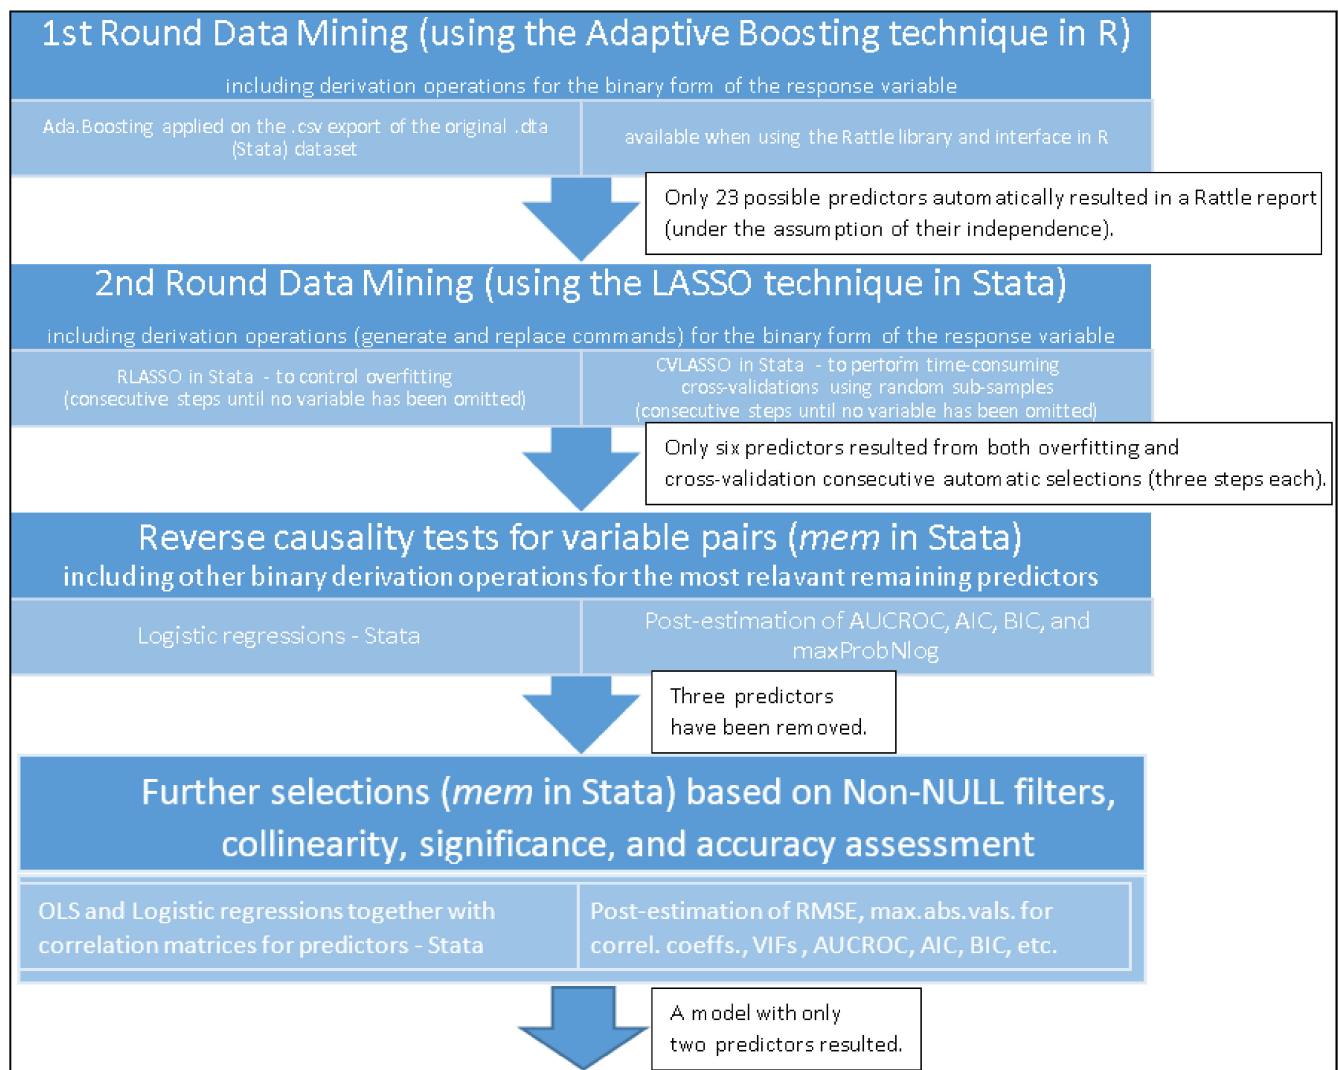 1st Round Data Mining (using the Adaptive Boosting technique in R)
including derivation operations for the binary form of the response variable
Ada.Boosting applied on the .csv export of the original .dta
(Stata) dataset
available when using the Rattle library and interface in R
Only 23 possible predictors automatically resulted in a Rattle report
(under the assumption of their independence).
2nd Round Data Mining (using the LASSO technique in Stata)
including derivation operations (generate and replace commands) for the binary form of the response variable
RLASSO in Stata - to control overfitting
(consecutive steps until no variable has been omitted)
CVLASSO in Stata - to perform time-consuming
cross-validations using random sub-samples
(consecutive steps until no variable has been omitted)
Only six predictors resulted from both overfitting and
cross-validation consecutive automatic selections (three steps each).
Reverse causality tests for variable pairs (mem in Stata)
including other binary derivation operations for the most relavant remaining predictors
Logistic regressions - Stata
Post-estimation of AUCROC, AIC, BIC, and
maxProbNlog
Three predictors
have been removed.
Further selections (mem in Stata) based on Non-NULL filters,
collinearity, significance, and accuracy assessment
OLS and Logistic regressions together with
correlation matrices for predictors - Stata
Post-estimation of RMSE, max.abs.vals. for
correl. coeffs., VIFs , AUCROC, AIC, BIC, etc.
A model with only
two predictors resulted.